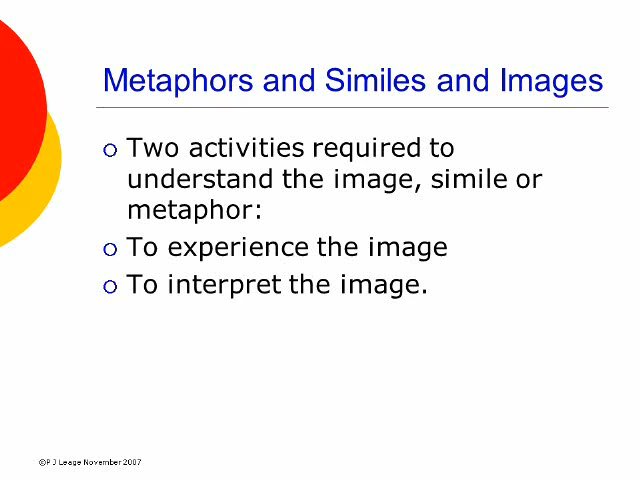 Metaphors and Similes and Images
Two activities required to
understand the image, simile or
metaphor:
To experience the image
To interpret the image.
©P J Leage November 2007